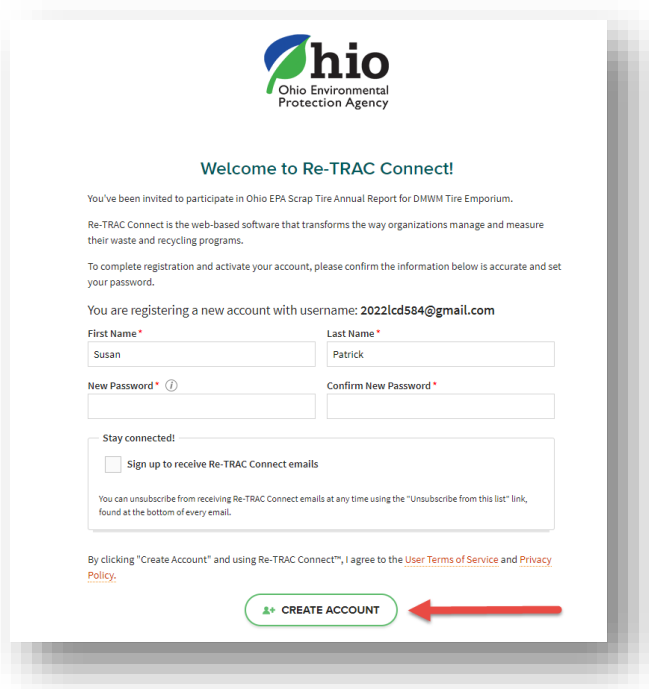 hio
Ohio Environmental
Protection Agency
Welcome to Re-TRAC Connect!
You've been invited to participate in Ohio EPA Scrap Tire Annual Report for DMWM Tire Emporium.
Re-TRAC Connect is the web-based software that transforms the way organizations manage and measure
their waste and recycling programs.
To complete registration and activate your account, please confirm the information below is accurate and set
your password.
You are registering a new account with username: 2022lcd584@gmail.com
First Name * Last Name *
Susan Patrick
New Password * i Confirm New Password *
Stay connected!
Sign up to receive Re-TRAC Connect emails
You can unsubscribe from receiving Re-TRAC Connect emails at any time using the "Unsubscribe from this list" link,
found at the bottom of every email.
By clicking "Create Account" and using Re-TRAC Connect™, I agree to the User Terms of Service and Privacy
Policy.
CREATE ACCOUNT